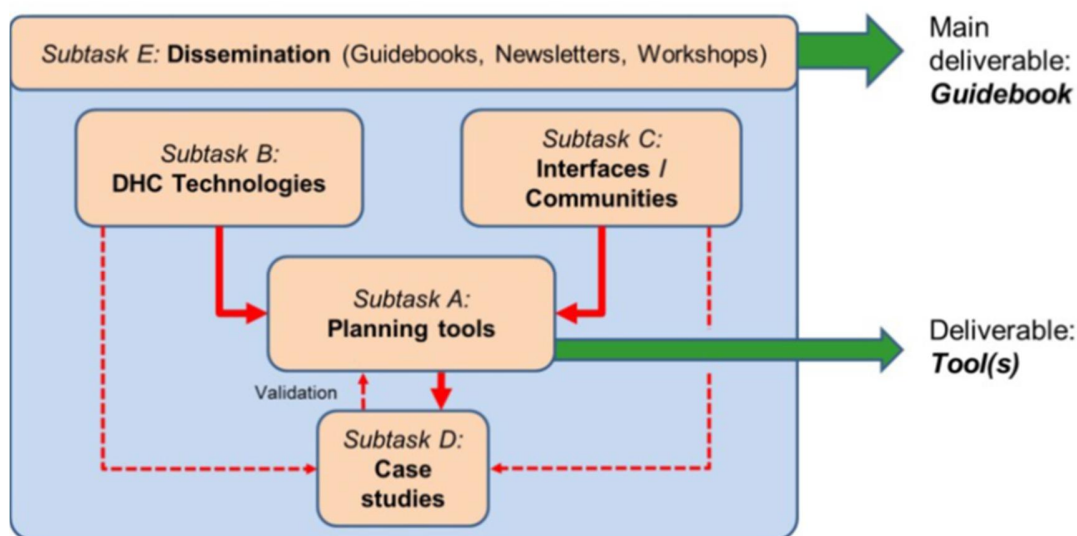 Subtask E: Dissemination (Guidebooks, Newsletters, Workshops)
Main
deliverable:
Guidebook
Subtask B:
DHC Technologies
Subtask C:
Interfaces /
Communities
Subtask A:
Planning tools
Deliverable:
Tool(s)
Validation
Subtask D:
Case
studies